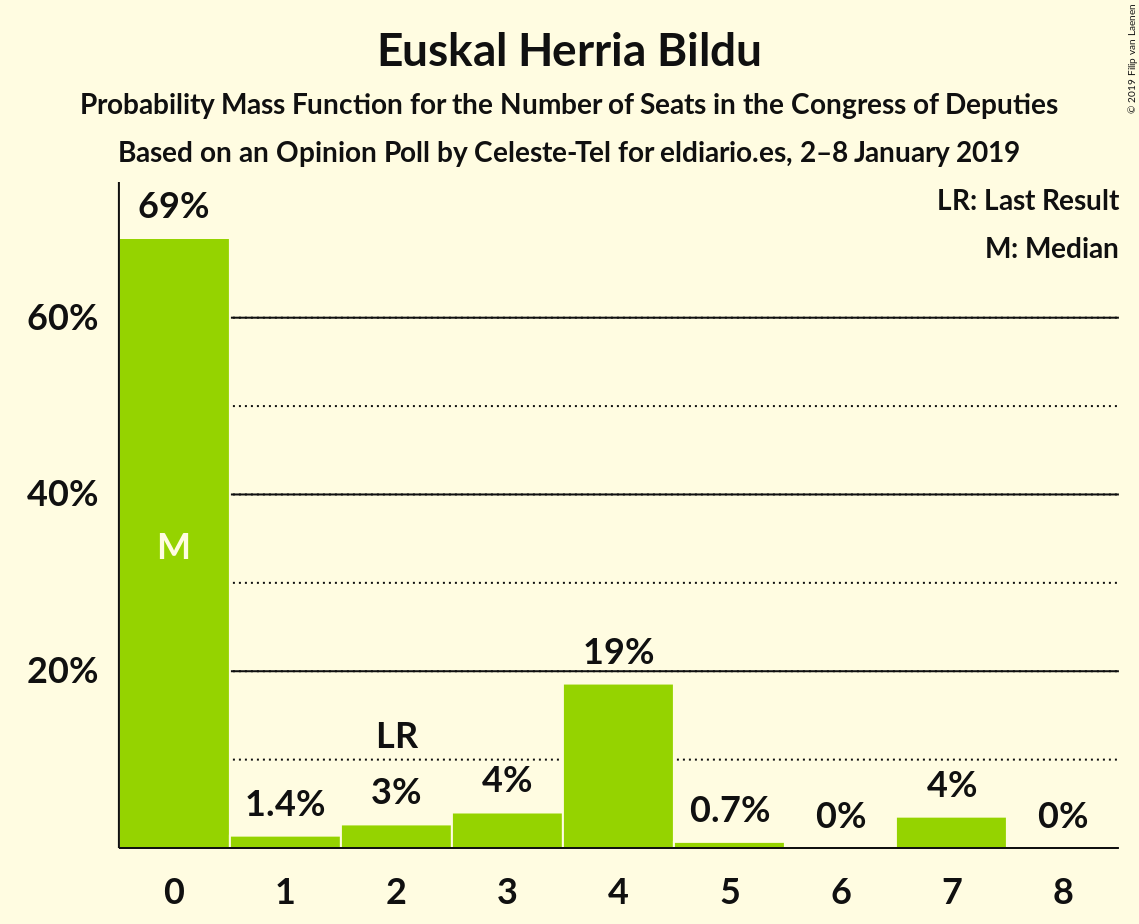 Euskal Herria Bildu
Probability Mass Function for the Number of Seats in the Congress of Deputies
Based on an Opinion Poll by Celeste-Tel for eldiario.es, 2–8 January 2019
© 2019 Filip van Laenen
LR: Last Result
M: Median
69%
60%
40%
M
20%
19%
LR
1.4%
3%
4%
0.7%
0%
4%
0%
0 1 2 3 4 5 6 7 8